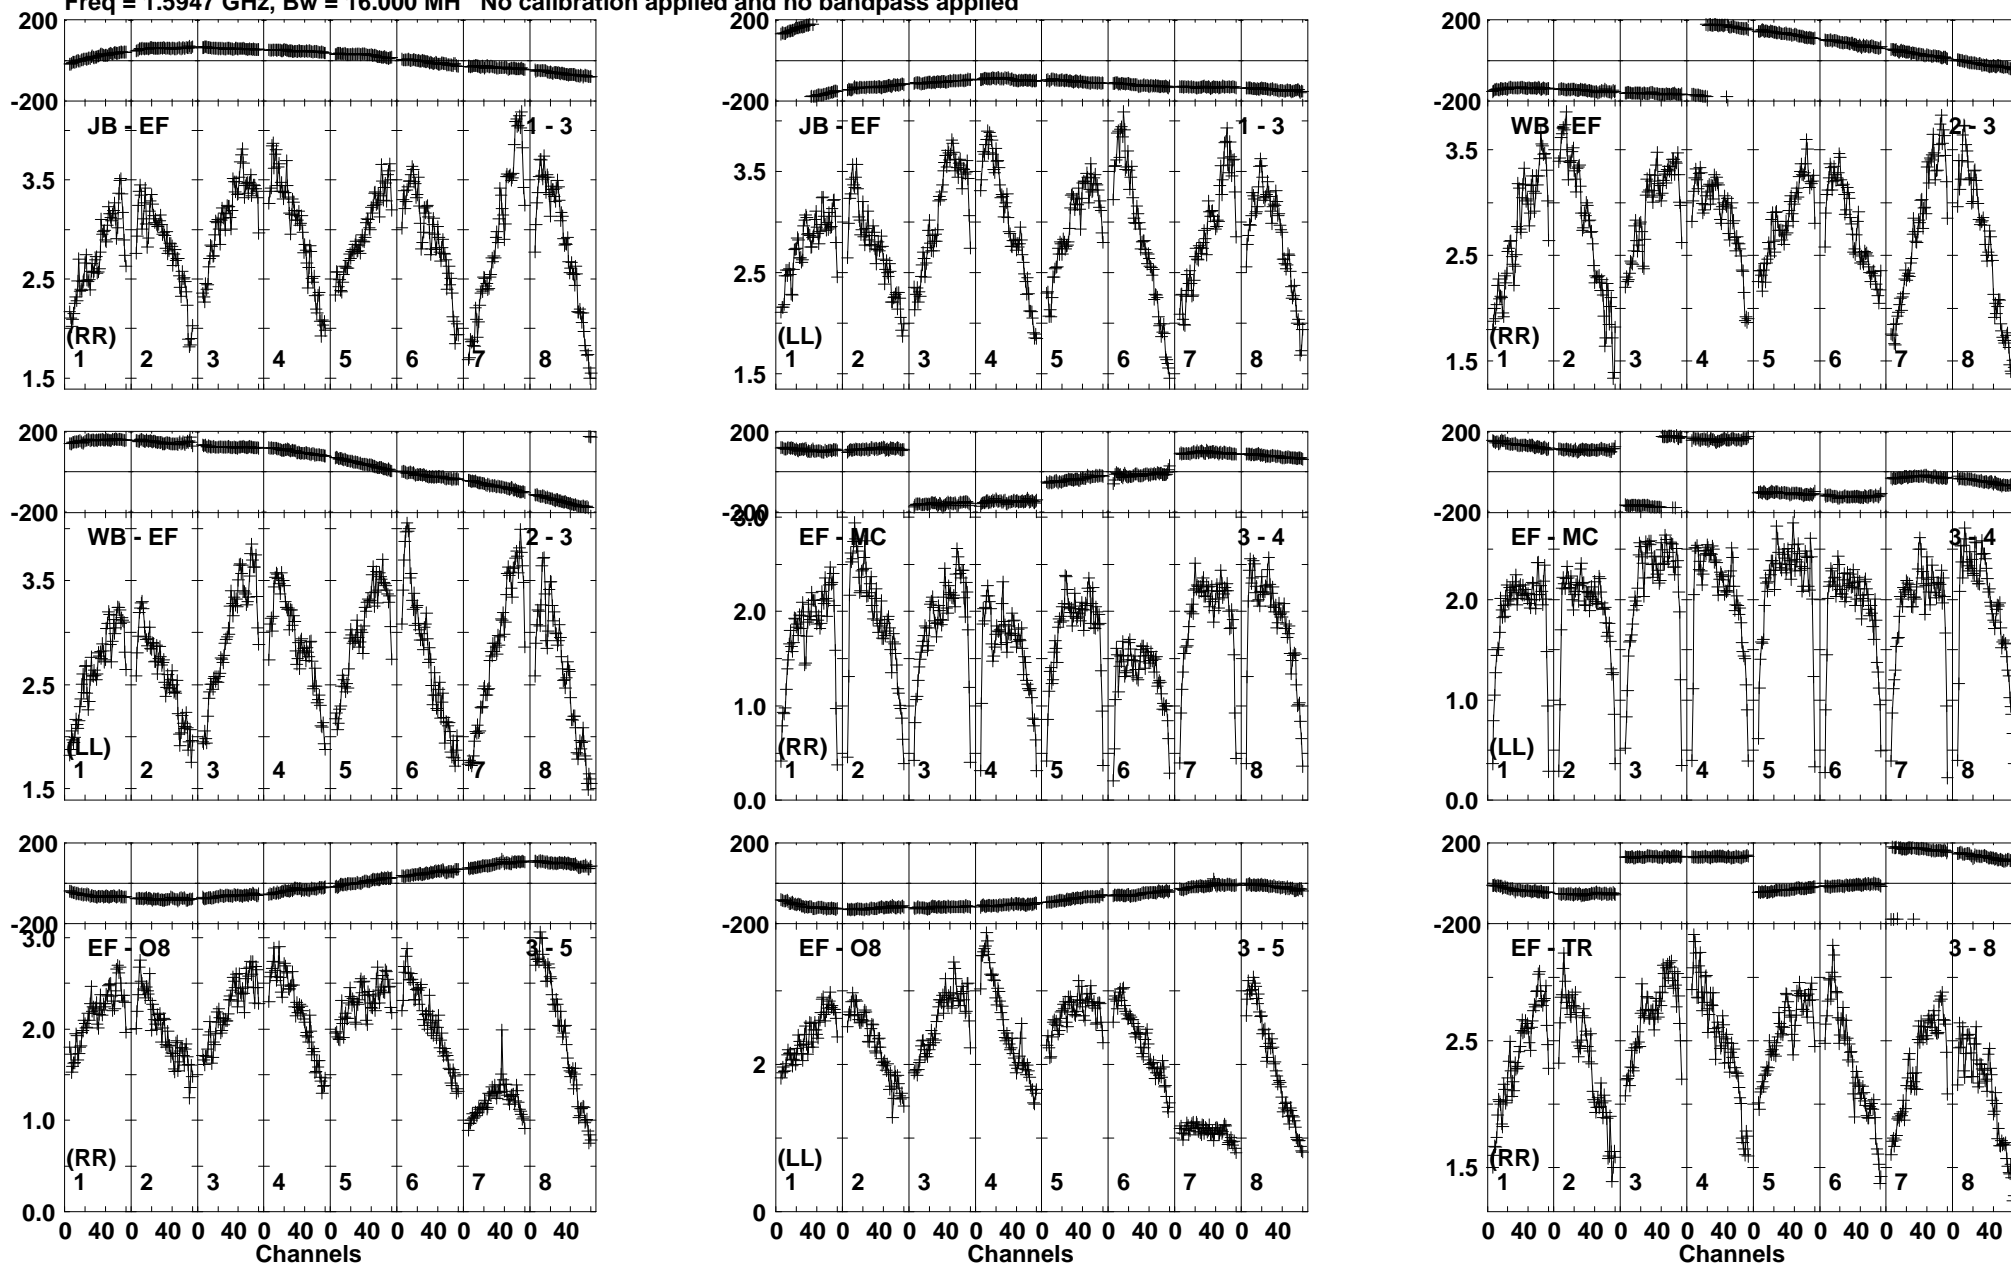 Freq = 1.5947 GHz, Bw = 16.000 MH No calibration applied and no bandpass applied
200 200 200
-200 -200 -200
JB - EF 1 - 3 JB - EF 1 - 3 WB - EF 2 - 3
3.5 3.5 3.5
2.5 2.5 2.5
(RR) (LL) (RR)
1 2 3 4 5 6 7 8 1 2 3 4 5 6 7 8 1 2 3 4 5 6 7 8
1.5 1.5 1.5
200 200 200
-200 -200 -200
3.0
WB - EF 2 - 3 EF - MC 3 - 4 EF - MC 3 - 4
3.5 2.0 2.0
2.5 1.0 1.0
(LL) (RR) (LL)
1 2 3 4 5 6 7 8 1 2 3 4 5 6 7 8 1 2 3 4 5 6 7 8
1.5 0.0 0.0
200 200 200
-200 -200 -200
3.0
EF - O8 3 - 5 EF - O8 3 - 5 EF - TR 3 - 8
2.0 2 2.5
1.0
(RR) (LL) 1.5 (RR)
1 2 3 4 5 6 7 8 1 2 3 4 5 6 7 8 1 2 3 4 5 6 7 8
0.0 0
0 40 0 40 0 40 0 40 0 40 0 40 0 40 0 40 0 40 0 40 0 40 0 40 0 40 0 40 0 40 0 40 0 40 0 40 0 40 0 40 0 40 0 40 0 40 0 40
Channels Channels Channels